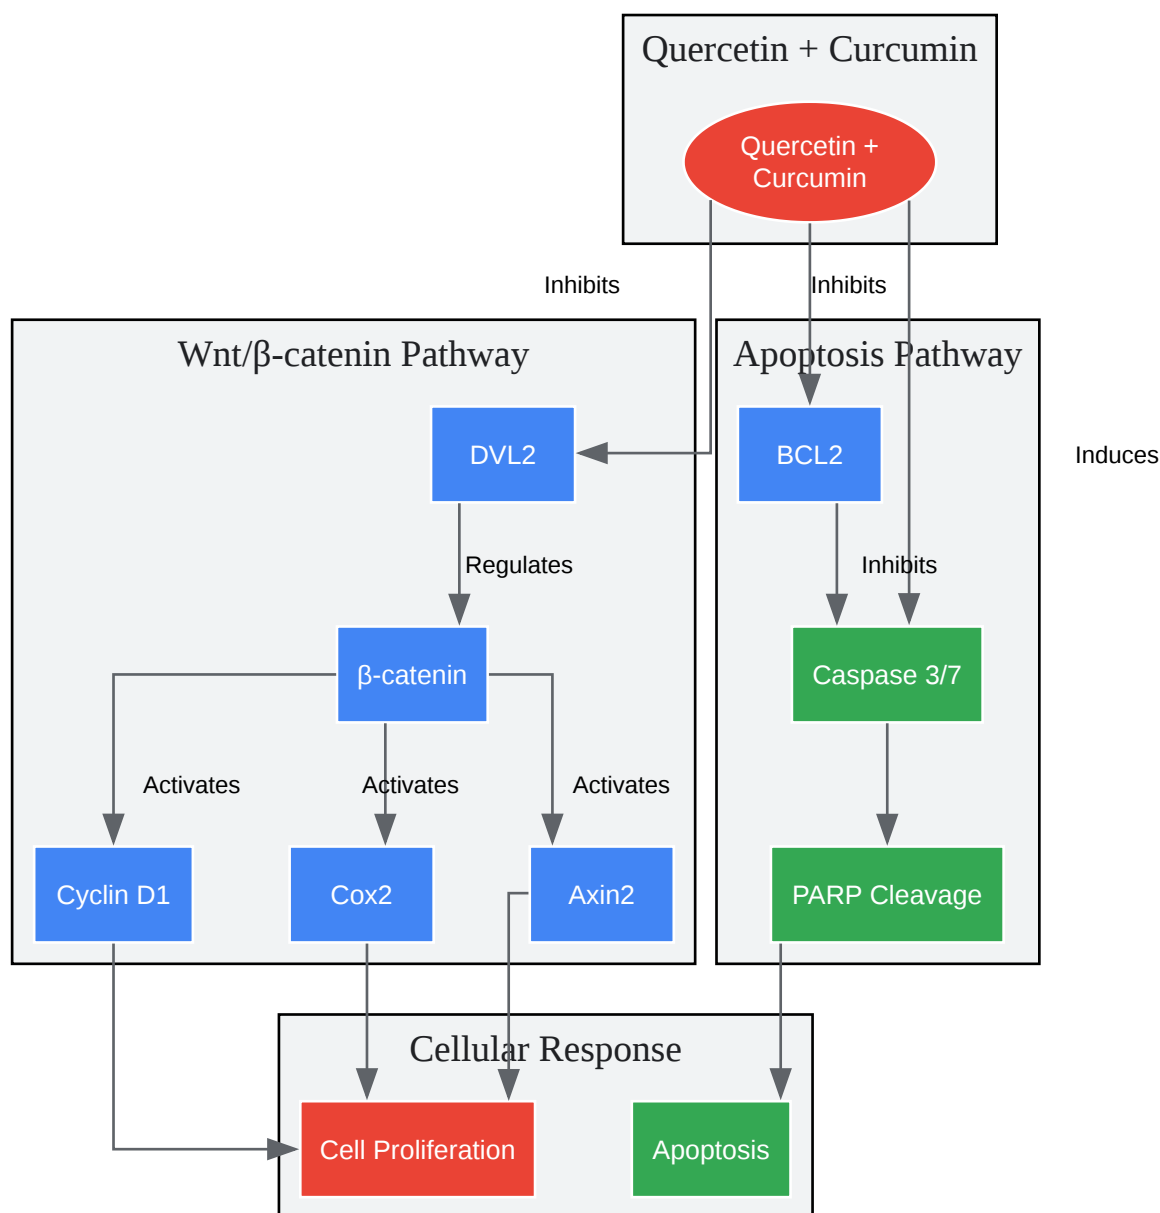 Quercetin + Curcumin
Quercetin +
Curcumin
Inhibits
Inhibits
Wnt/β-catenin Pathway
Apoptosis Pathway
DVL2
BCL2
Induces
Regulates
Inhibits
β-catenin
Caspase 3/7
Activates
Activates
Activates
Cyclin D1
Cox2
Axin2
PARP Cleavage
Cellular Response
Cell Proliferation
Apoptosis